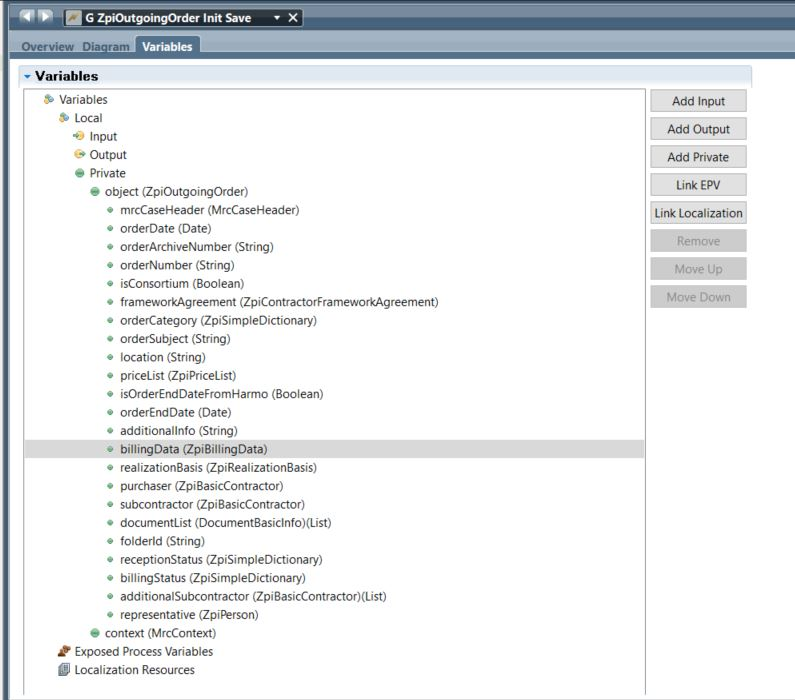 G ZpiOutgoingOrder Init Save
Overview Diagram Variables
Variables
Variables
Local
Input
Output
Private
object (ZpiOutgoingOrder)
mrcCaseHeader (MrcCaseHeader)
orderDate (Date)
orderArchiveNumber (String)
orderNumber (String)
isConsortium (Boolean)
frameworkAgreement (ZpiContractorFrameworkAgreement)
orderCategory (ZpiSimpleDictionary)
orderSubject (String)
location (String)
priceList (ZpiPriceList)
isOrderEndDateFromHarmo (Boolean)
orderEndDate (Date)
additionalInfo (String)
billingData (ZpiBillingData)
realizationBasis (ZpiRealizationBasis)
purchaser (ZpiBasicContractor)
subcontractor (ZpiBasicContractor)
documentList (DocumentBasicInfo)(List)
folderId (String)
receptionStatus (ZpiSimpleDictionary)
billingStatus (ZpiSimpleDictionary)
additionalSubcontractor (ZpiBasicContractor)(List)
representative (ZpiPerson)
context (MrcContext)
Exposed Process Variables
Localization Resources
Add Input
Add Output
Add Private
Link EPV
Link Localization
Remove
Move Up
Move Down